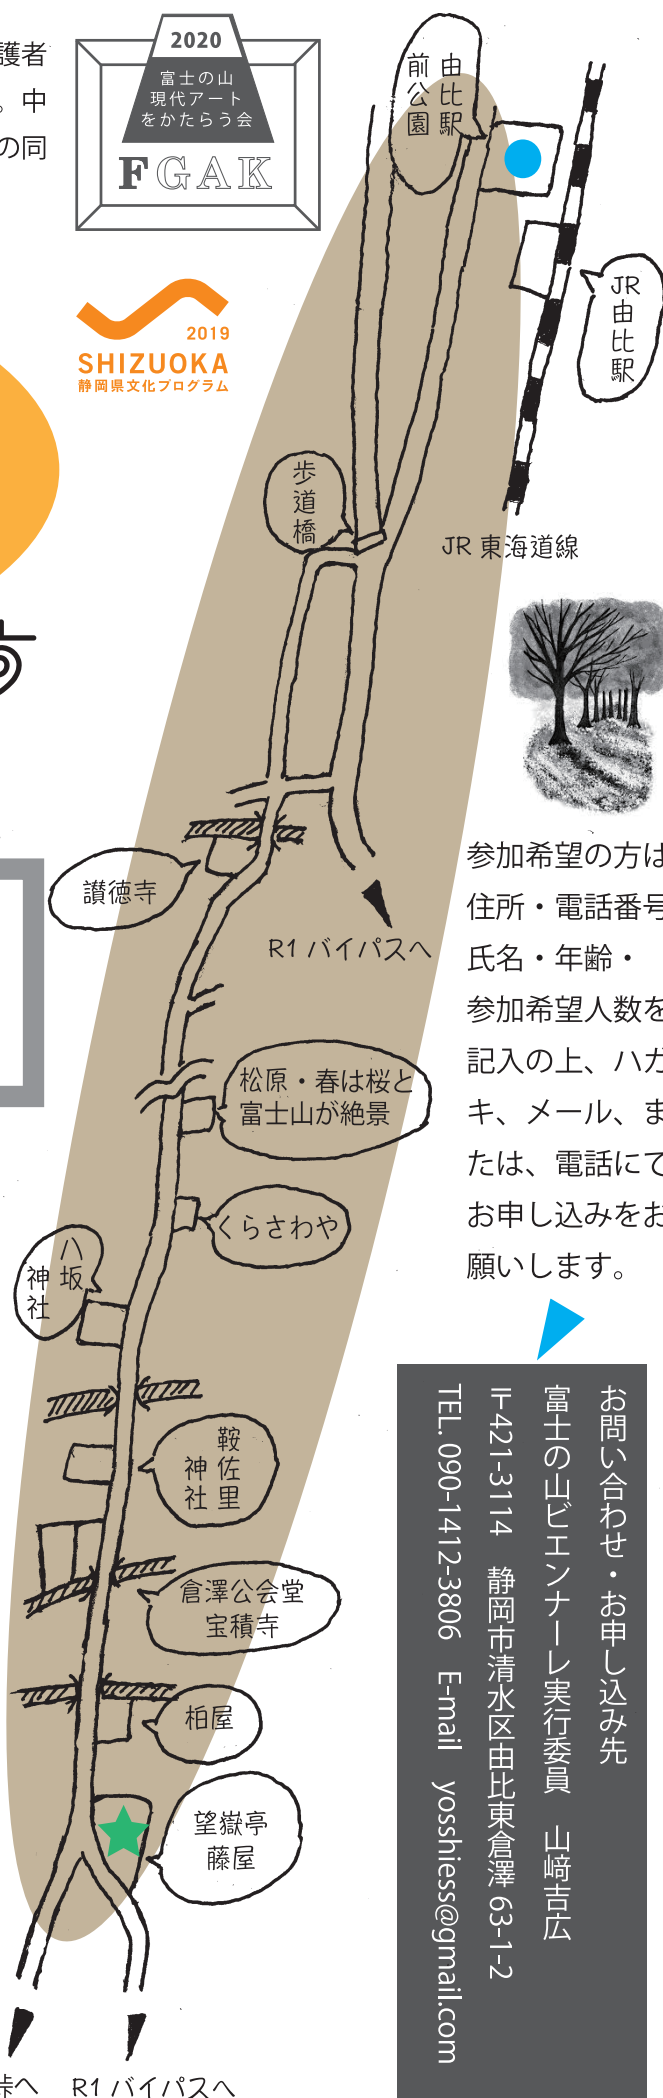 護者
。中
の同
2020
富士の山
現代アート
をかたらう会
FGAK
2019
SHIZUOKA
静岡県文化プログラム
由比駅
前公園
JR由比駅
歩道橋
JR 東海道線
讃徳寺
R1 バイパスへ
松原・春は桜と
富士山が絶景
くらさわや
八坂
神社
鞍佐里
神社
倉澤公会堂
宝積寺
柏屋
望嶽亭
藤屋
峠へ
R1 バイパスへ
参加希望の方は
住所・電話番号
氏名・年齢・
参加希望人数を
記入の上、ハガ
キ、メール、ま
たは、電話にて
お申し込みをお
願いします。
お問い合わせ・お申し込み先
富士の山ビエンナーレ実行委員　山﨑吉広
〒421-3114　静岡市清水区由比東倉澤 63-1-2
TEL. 090-1412-3806　E-mail　yosshiess@gmail.com